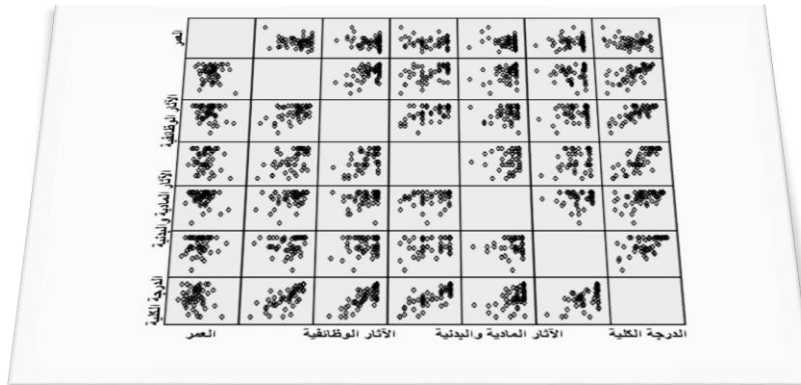 العمر
الآثار الوظائفية
الآثار المادية والبدنية
الدرجة الكلية
العمر
الآثار الوظائفية
الآثار المادية والبدنية
الدرجة الكلية